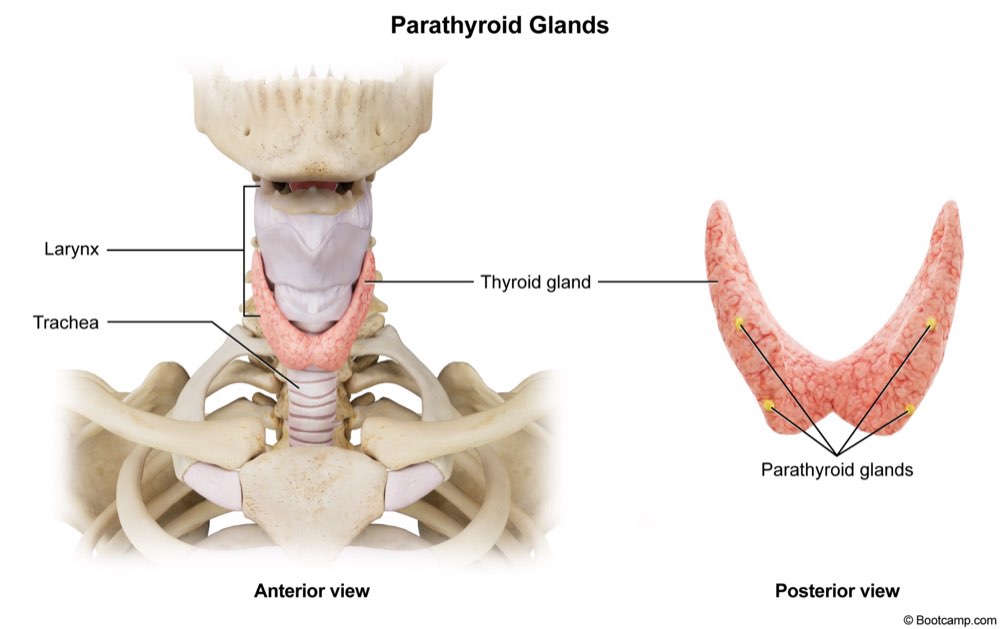 Parathyroid Glands
Larynx
Thyroid gland
Trachea
Parathyroid glands
Anterior view
Posterior view
© Bootcamp.com